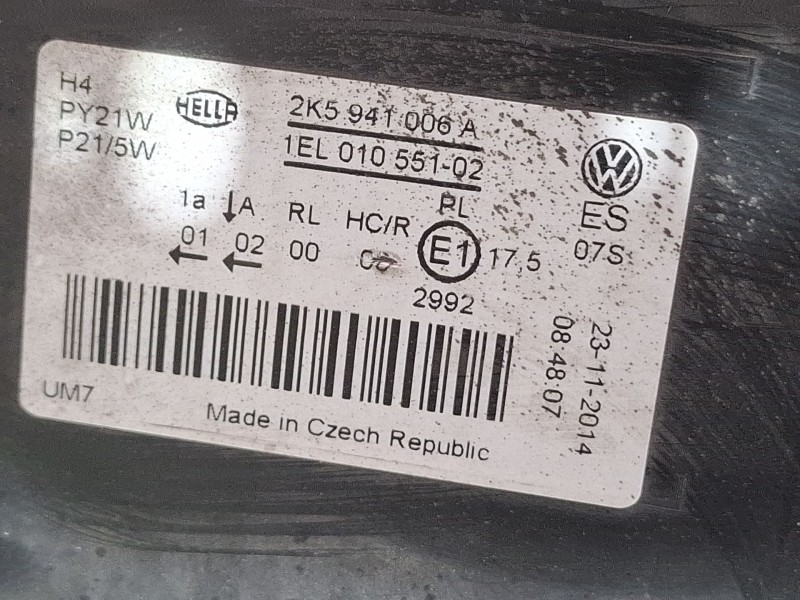 H4
PY21W
P21/5W
HELLA
2K5 941 006 A
1EL 010 551-02
VW
ES
07S
1a A RL HC/R PL
01 02 00 E1 17,5
2992
23-11-2014
08:48:07
UM7
Made in Czech Republic